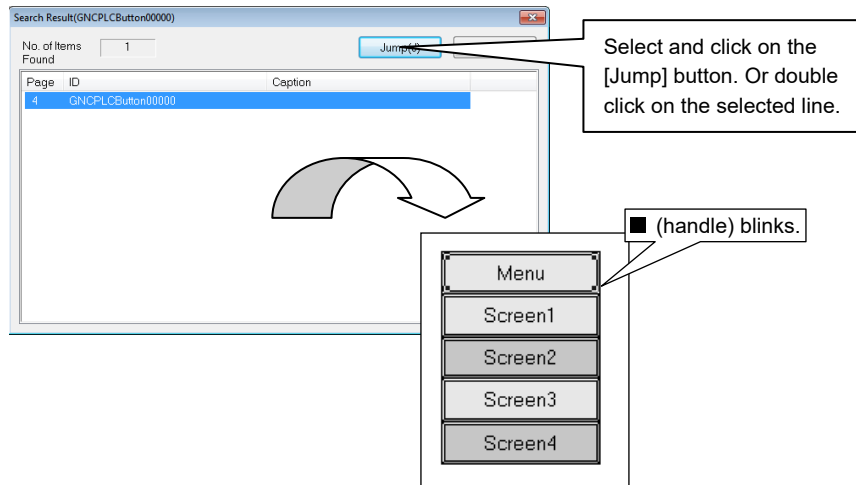 Search Result(GNCPLCButton00000)
No. of Items
Found
1
Jump(J)
Select and click on the
[Jump] button. Or double
click on the selected line.
Page ID Caption
4 GNCPLCButton00000
■ (handle) blinks.
Menu
Screen1
Screen2
Screen3
Screen4